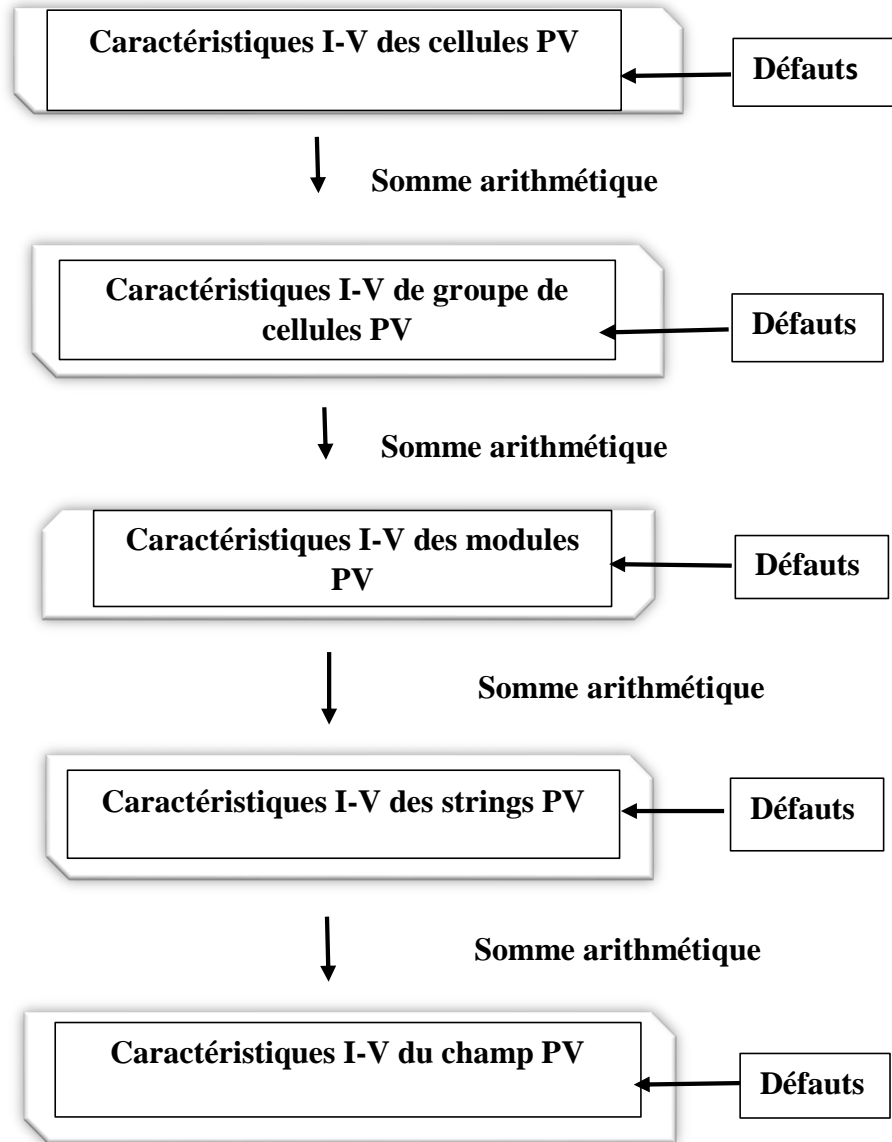 Caractéristiques I-V des cellules PV
Défauts
Somme arithmétique
Caractéristiques I-V de groupe de
cellules PV
Défauts
Somme arithmétique
Caractéristiques I-V des modules
PV
Défauts
Somme arithmétique
Caractéristiques I-V des strings PV
Défauts
Somme arithmétique
Caractéristiques I-V du champ PV
Défauts